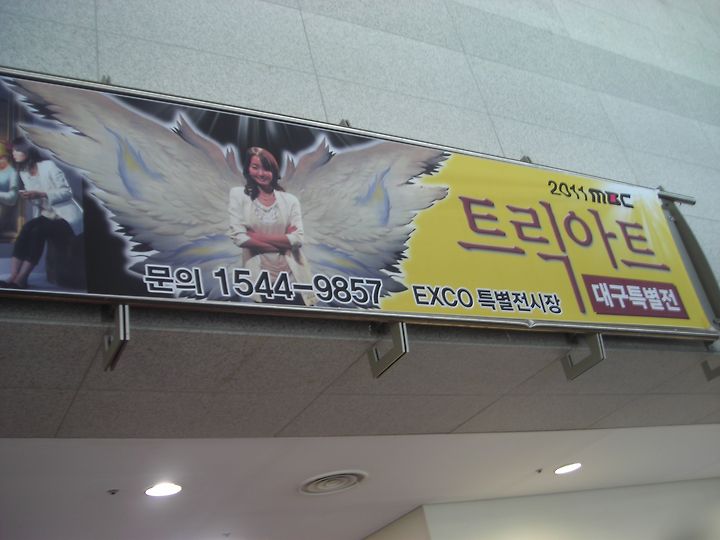 2011 MBC
트릭아트
대구특별전
EXCO 특별전시장
문의 1544-9857